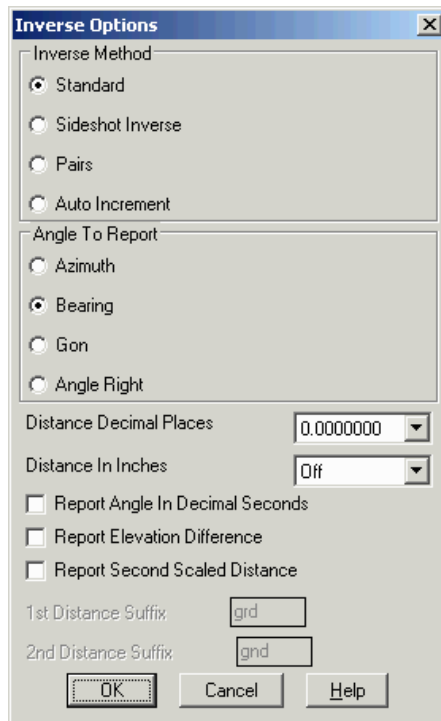 Inverse Options
Inverse Method
Standard
Sideshot Inverse
Pairs
Auto Increment
Angle To Report
Azimuth
Bearing
Gon
Angle Right
Distance Decimal Places 0.0000000
Distance In Inches Off
Report Angle In Decimal Seconds
Report Elevation Difference
Report Second Scaled Distance
1st Distance Suffix grd
2nd Distance Suffix gnd
OK Cancel Help